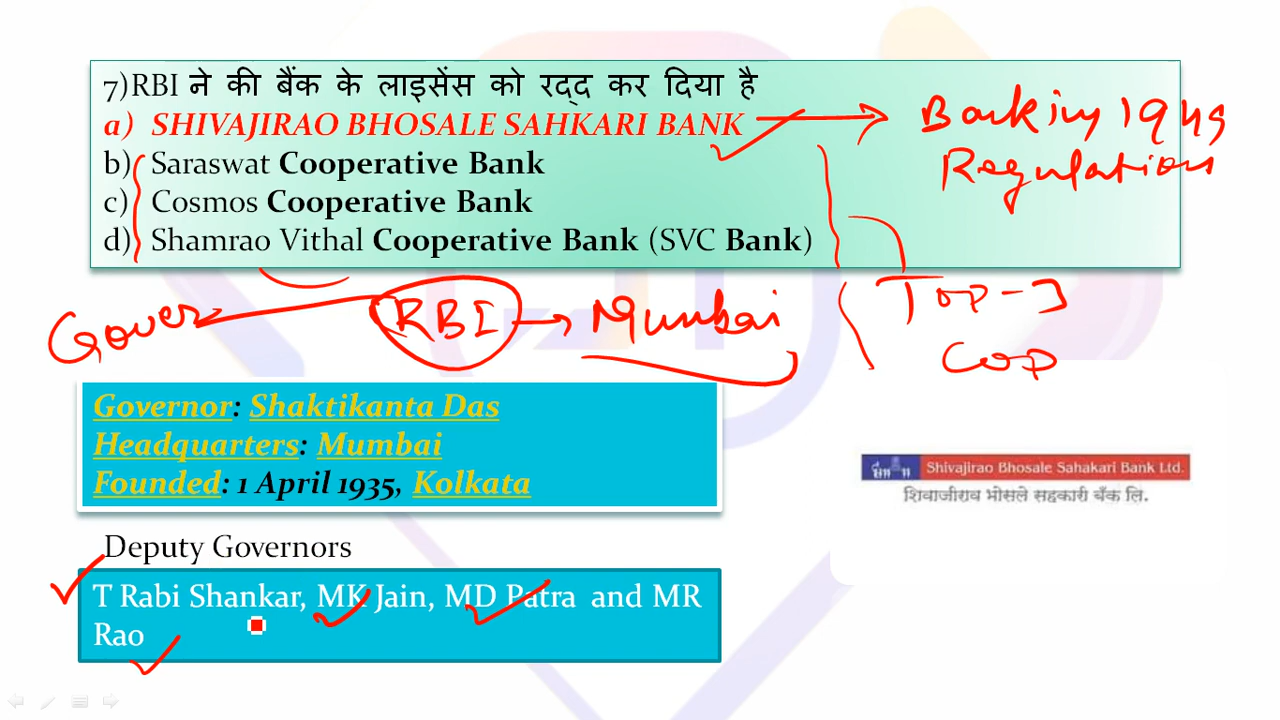 7)RBI ने की बैंक के लाइसेंस को रद्द कर दिया है
a) SHIVAJIRAO BHOSALE SAHKARI BANK
b) Saraswat Cooperative Bank
c) Cosmos Cooperative Bank
d) Shamrao Vithal Cooperative Bank (SVC Bank)
Banking 1949
Regulations
Gover RBI Mumbai
Top-3
Cop
Governor: Shaktikanta Das
Headquarters: Mumbai
Founded: 1 April 1935, Kolkata
Shivajirao Bhosale Sahakari Bank Ltd.
शिवाजीराव भोसले सहकारी बँक लि.
Deputy Governors
T Rabi Shankar, MK Jain, MD Patra and MR
Rao